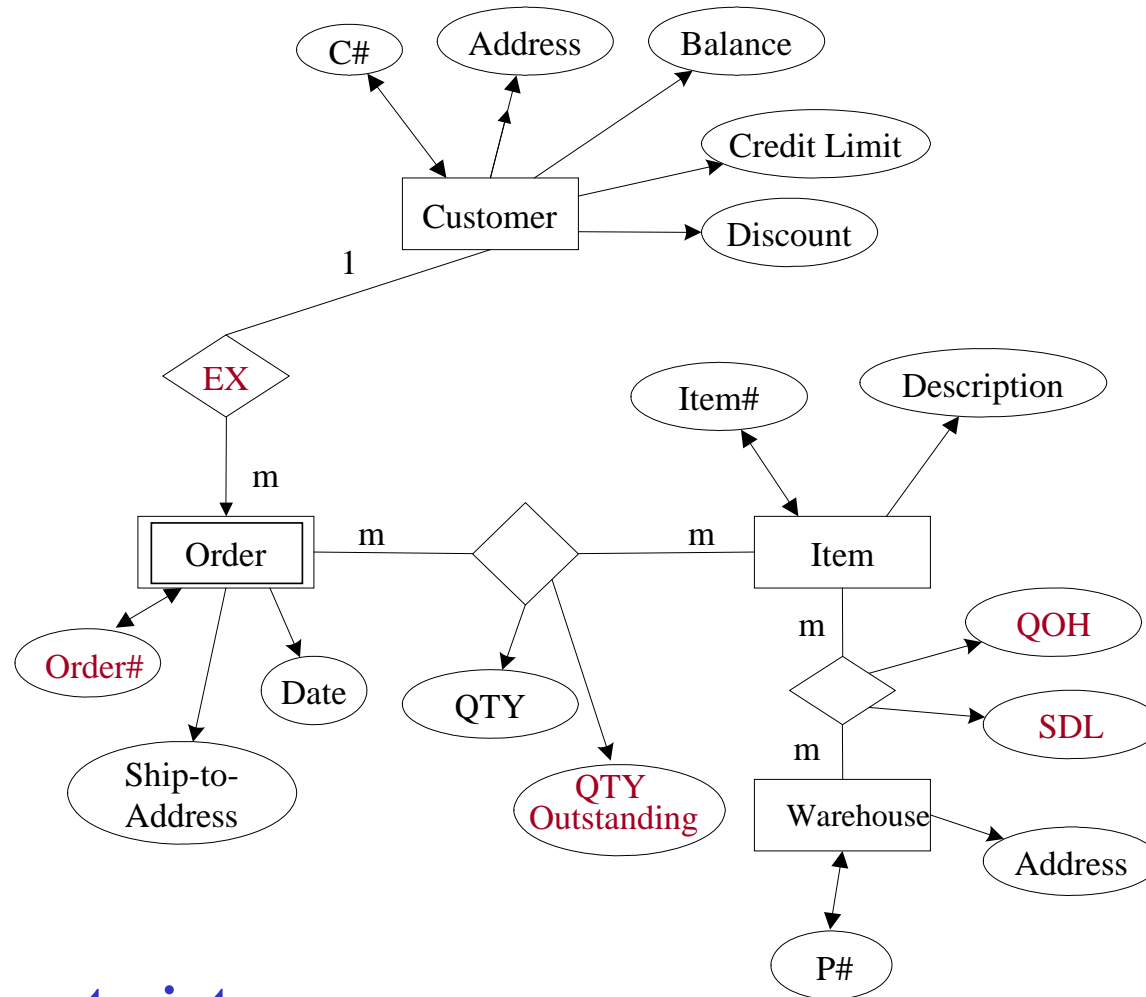 C#
Address
Balance
Credit Limit
Customer
Discount
1
EX
Item#
Description
m
Order
m
m
Item
m
QOH
Order#
Date
QTY
SDL
m
Ship-to-
Address
QTY
Outstanding
Warehouse
Address
P#